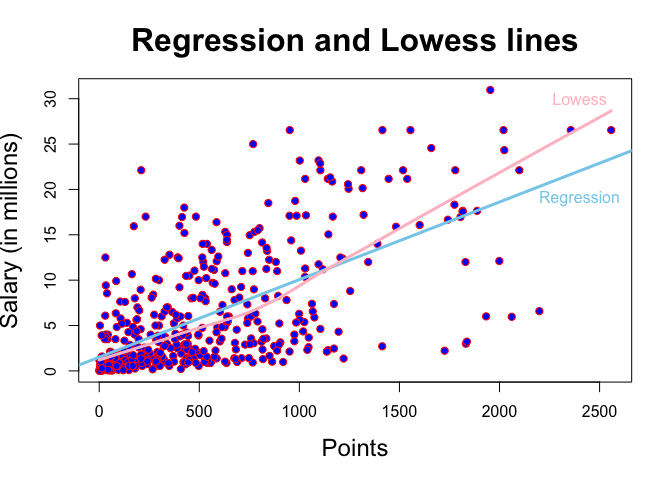 Regression and Lowess lines
Salary (in millions)
30
25
20
15
10
5
0
Lowess
Regression
0 500 1000 1500 2000 2500
Points